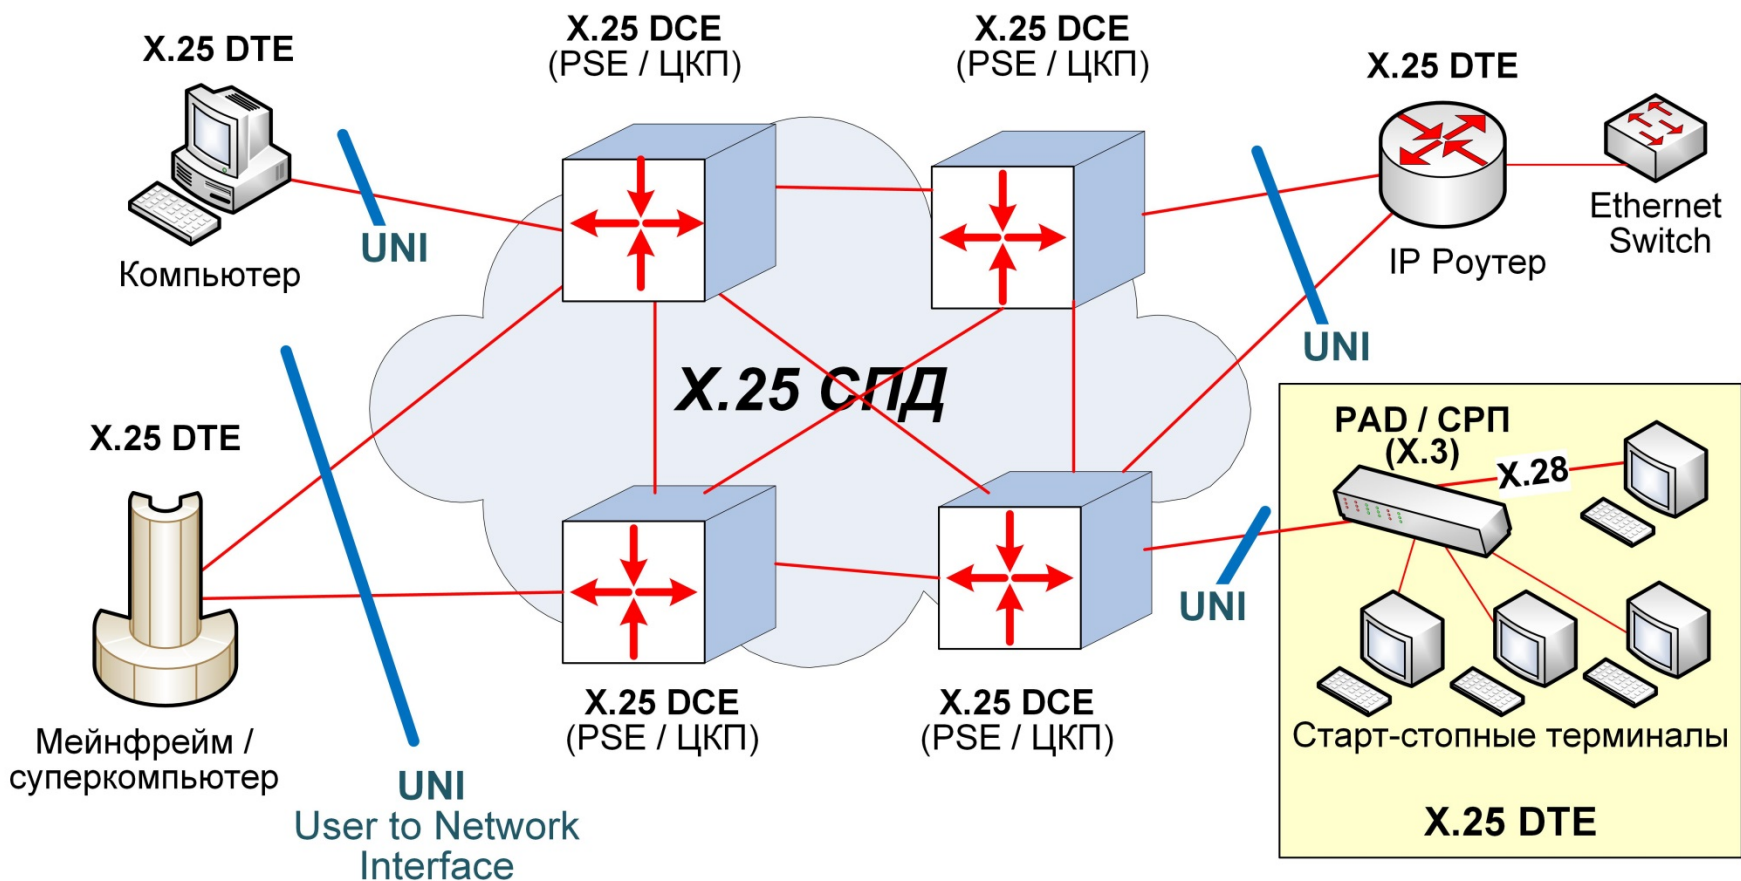 X.25 DTE
Компьютер
UNI
X.25 DCE
(PSE / ЦКП)
X.25 DCE
(PSE / ЦКП)
X.25 DTE
IP Роутер
Ethernet
Switch
UNI
X.25 СПД
X.25 DTE
Мейнфрейм /
суперкомпьютер
UNI
User to Network
Interface
X.25 DCE
(PSE / ЦКП)
X.25 DCE
(PSE / ЦКП)
UNI
PAD / СРП
(X.3)
X.28
Старт-стопные терминалы
X.25 DTE